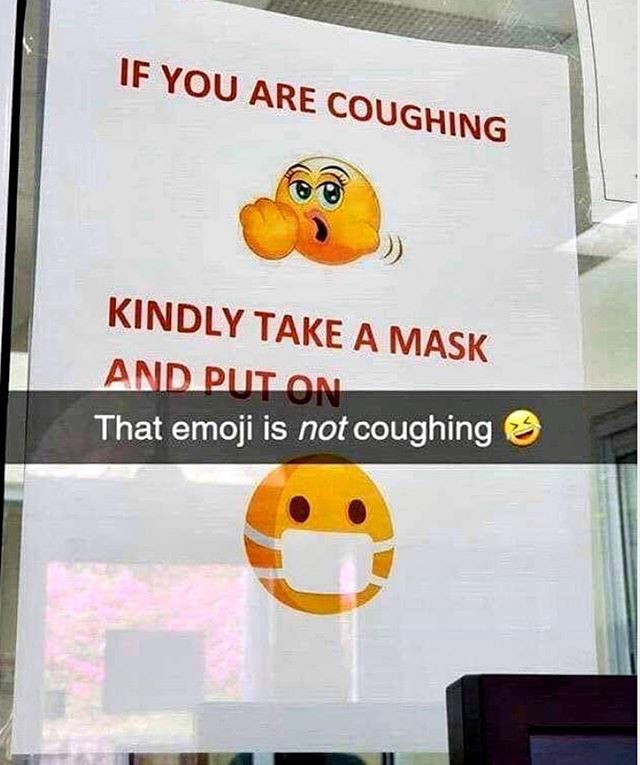 IF YOU ARE COUGHING
KINDLY TAKE A MASK
AND PUT ON
That emoji is not coughing 🤣